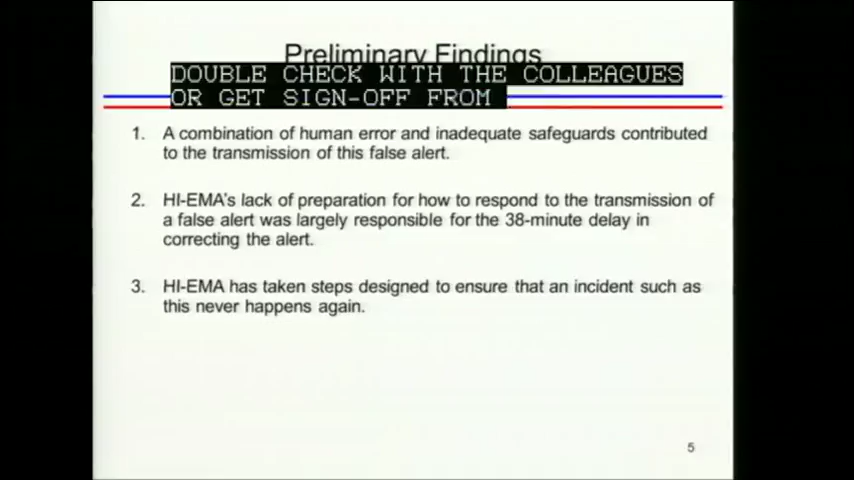 Preliminary Findings
DOUBLE CHECK WITH THE COLLEAGUES
OR GET SIGN-OFF FROM
1. A combination of human error and inadequate safeguards contributed
to the transmission of this false alert.
2. HI-EMA's lack of preparation for how to respond to the transmission of
a false alert was largely responsible for the 38-minute delay in
correcting the alert.
3. HI-EMA has taken steps designed to ensure that an incident such as
this never happens again.
5